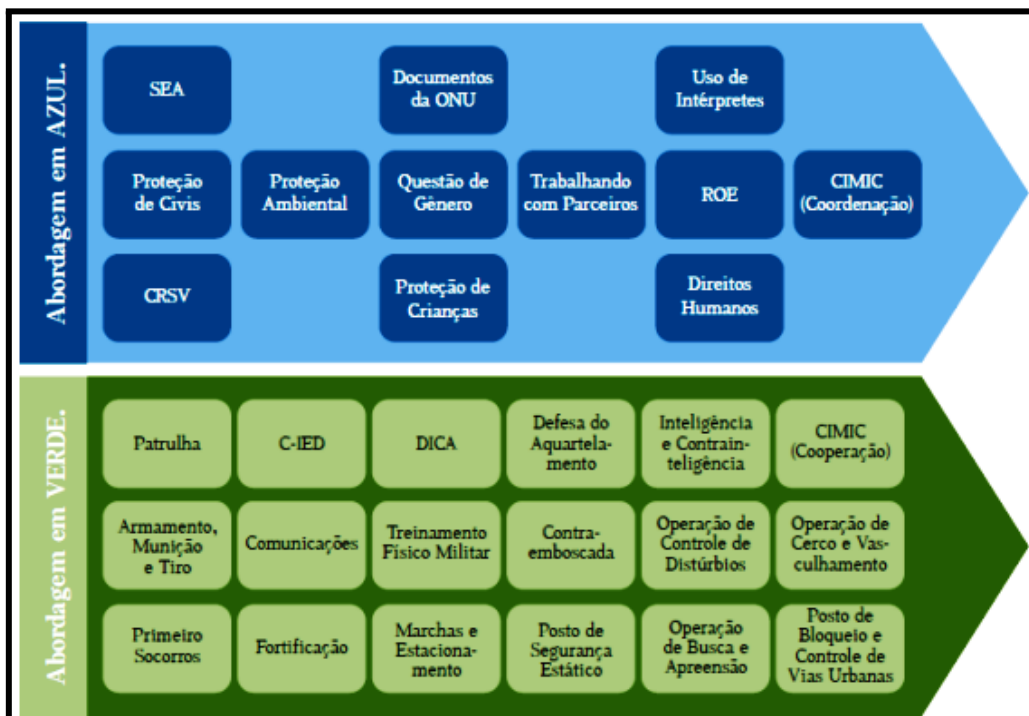 Abordagem em AZUL.
SEA
Documentos
da ONU
Uso de
Intérpretes
Proteção
de Civis
Proteção
Ambiental
Questão de
Gênero
Trabalhando
com Parceiros
ROE
CIMIC
(Coordenação)
CRSV
Proteção de
Crianças
Direitos
Humanos
Abordagem em VERDE.
Patrulha
C-IED
DICA
Defesa do
Aquartela-
mento
Inteligência
e Contrain-
teligência
CIMIC
(Cooperação)
Armamento,
Munição
e Tiro
Comunicações
Treinamento
Físico Militar
Contra-
emboscada
Operação de
Controle de
Distúrbios
Operação de
Cerco e Vas-
culhamento
Primeiro
Socorros
Fortificação
Marchas e
Estaciona-
mento
Posto de
Segurança
Estático
Operação
de Busca e
Apreensão
Posto de
Bloqueio e
Controle de
Vias Urbanas